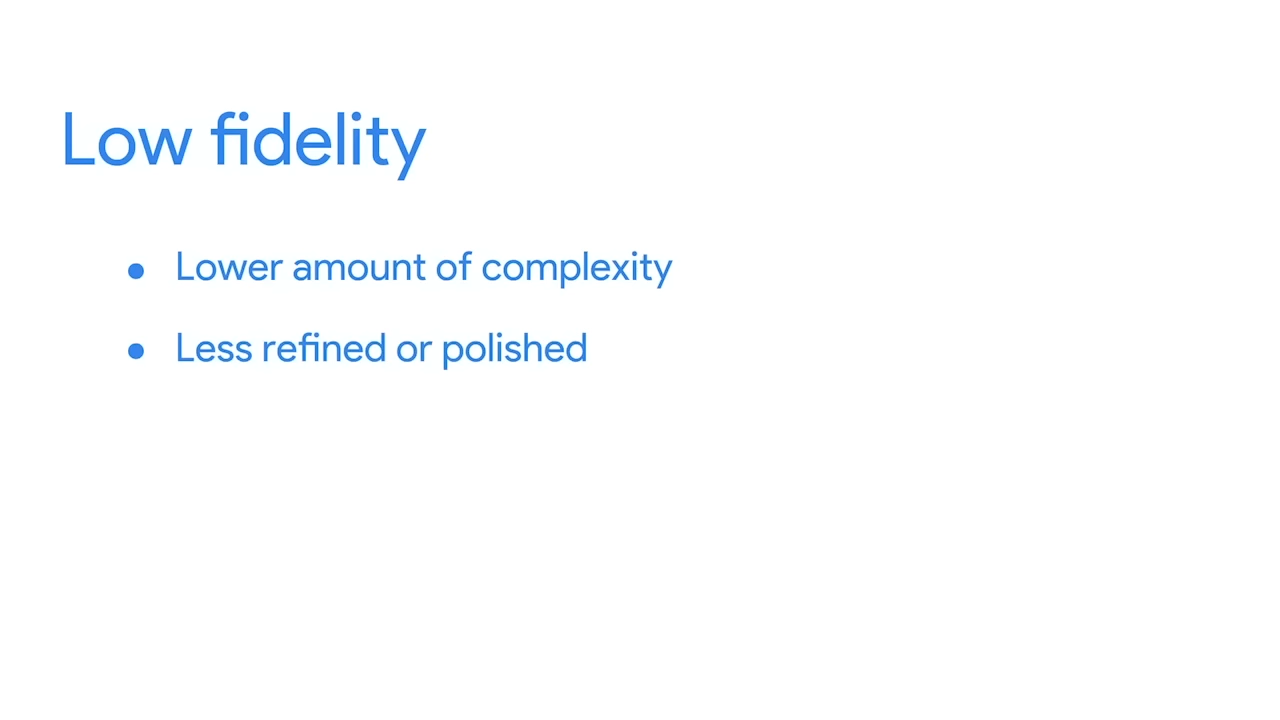 Low fidelity
● Lower amount of complexity
● Less refined or polished